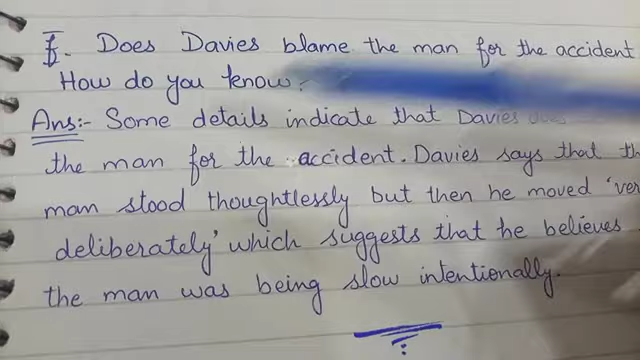 Does Davies blame the man for the accident
How do you know.
Ans:- Some details indicate that Davies
the man for the accident. Davies says that th
man stood thoughtlessly but then he moved 'ver
deliberately' which suggests that he believes
the man was being slow intentionally.